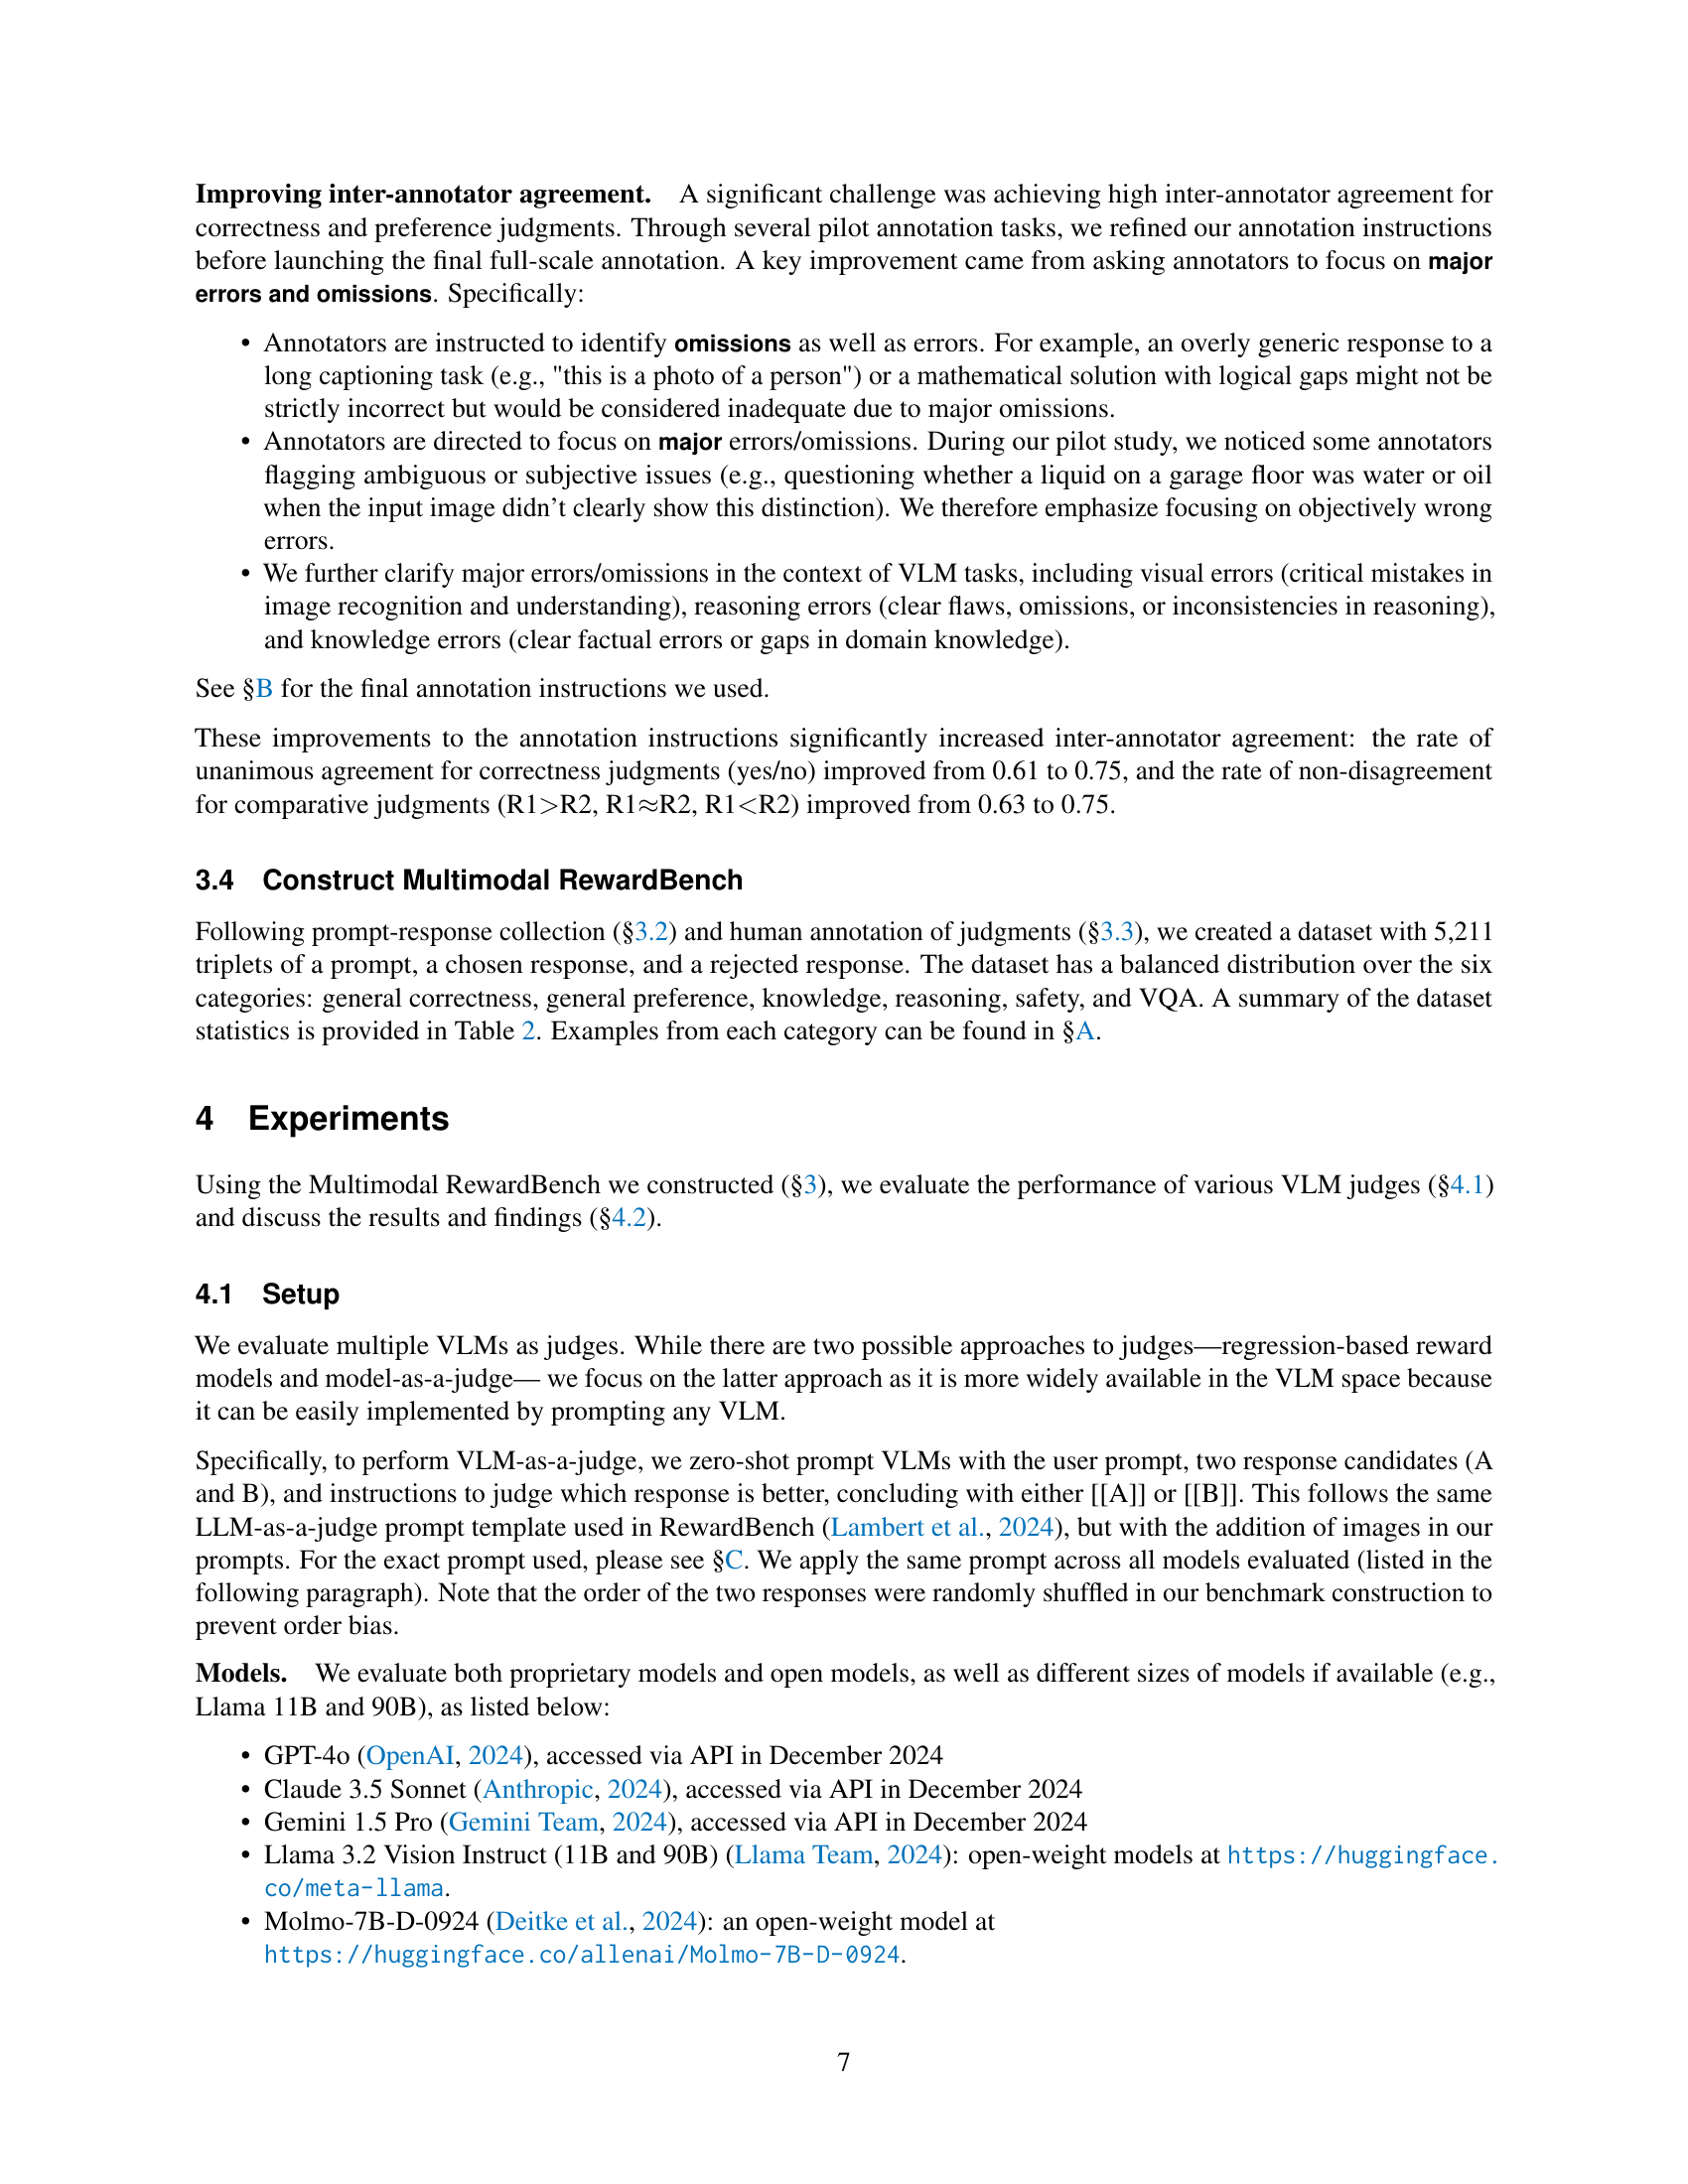 Improving inter-annotator agreement. A significant challenge was achieving high inter-annotator agreement for
correctness and preference judgments. Through several pilot annotation tasks, we refined our annotation instructions
before launching the final full-scale annotation. A key improvement came from asking annotators to focus on major
errors and omissions. Specifically:
• Annotators are instructed to identify omissions as well as errors. For example, an overly generic response to a
long captioning task (e.g., "this is a photo of a person") or a mathematical solution with logical gaps might not be
strictly incorrect but would be considered inadequate due to major omissions.
• Annotators are directed to focus on major errors/omissions. During our pilot study, we noticed some annotators
flagging ambiguous or subjective issues (e.g., questioning whether a liquid on a garage floor was water or oil
when the input image didn't clearly show this distinction). We therefore emphasize focusing on objectively wrong
errors.
• We further clarify major errors/omissions in the context of VLM tasks, including visual errors (critical mistakes in
image recognition and understanding), reasoning errors (clear flaws, omissions, or inconsistencies in reasoning),
and knowledge errors (clear factual errors or gaps in domain knowledge).
See §B for the final annotation instructions we used.
These improvements to the annotation instructions significantly increased inter-annotator agreement: the rate of
unanimous agreement for correctness judgments (yes/no) improved from 0.61 to 0.75, and the rate of non-disagreement
for comparative judgments (R1>R2, R1≈R2, R1<R2) improved from 0.63 to 0.75.
3.4 Construct Multimodal RewardBench
Following prompt-response collection (§3.2) and human annotation of judgments (§3.3), we created a dataset with 5,211
triplets of a prompt, a chosen response, and a rejected response. The dataset has a balanced distribution over the six
categories: general correctness, general preference, knowledge, reasoning, safety, and VQA. A summary of the dataset
statistics is provided in Table 2. Examples from each category can be found in §A.
4 Experiments
Using the Multimodal RewardBench we constructed (§3), we evaluate the performance of various VLM judges (§4.1)
and discuss the results and findings (§4.2).
4.1 Setup
We evaluate multiple VLMs as judges. While there are two possible approaches to judges—regression-based reward
models and model-as-a-judge— we focus on the latter approach as it is more widely available in the VLM space because
it can be easily implemented by prompting any VLM.
Specifically, to perform VLM-as-a-judge, we zero-shot prompt VLMs with the user prompt, two response candidates (A
and B), and instructions to judge which response is better, concluding with either [[A]] or [[B]]. This follows the same
LLM-as-a-judge prompt template used in RewardBench (Lambert et al., 2024), but with the addition of images in our
prompts. For the exact prompt used, please see §C. We apply the same prompt across all models evaluated (listed in the
following paragraph). Note that the order of the two responses were randomly shuffled in our benchmark construction to
prevent order bias.
Models. We evaluate both proprietary models and open models, as well as different sizes of models if available (e.g.,
Llama 11B and 90B), as listed below:
• GPT-4o (OpenAI, 2024), accessed via API in December 2024
• Claude 3.5 Sonnet (Anthropic, 2024), accessed via API in December 2024
• Gemini 1.5 Pro (Gemini Team, 2024), accessed via API in December 2024
• Llama 3.2 Vision Instruct (11B and 90B) (Llama Team, 2024): open-weight models at https://huggingface.
co/meta-llama.
• Molmo-7B-D-0924 (Deitke et al., 2024): an open-weight model at
https://huggingface.co/allenai/Molmo-7B-D-0924.
7